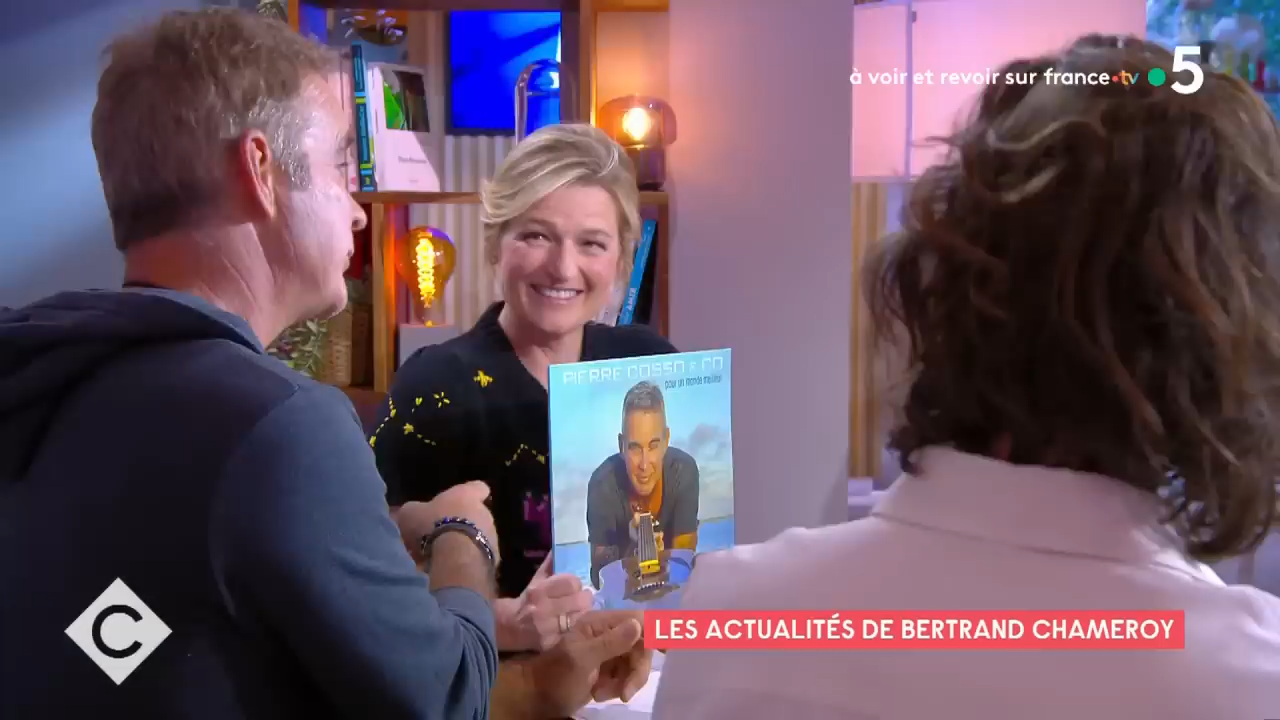 à voir et revoir sur france•tv 5
PIERRE COSSO & CO
pour un monde meilleur
C
LES ACTUALITÉS DE BERTRAND CHAMEROY